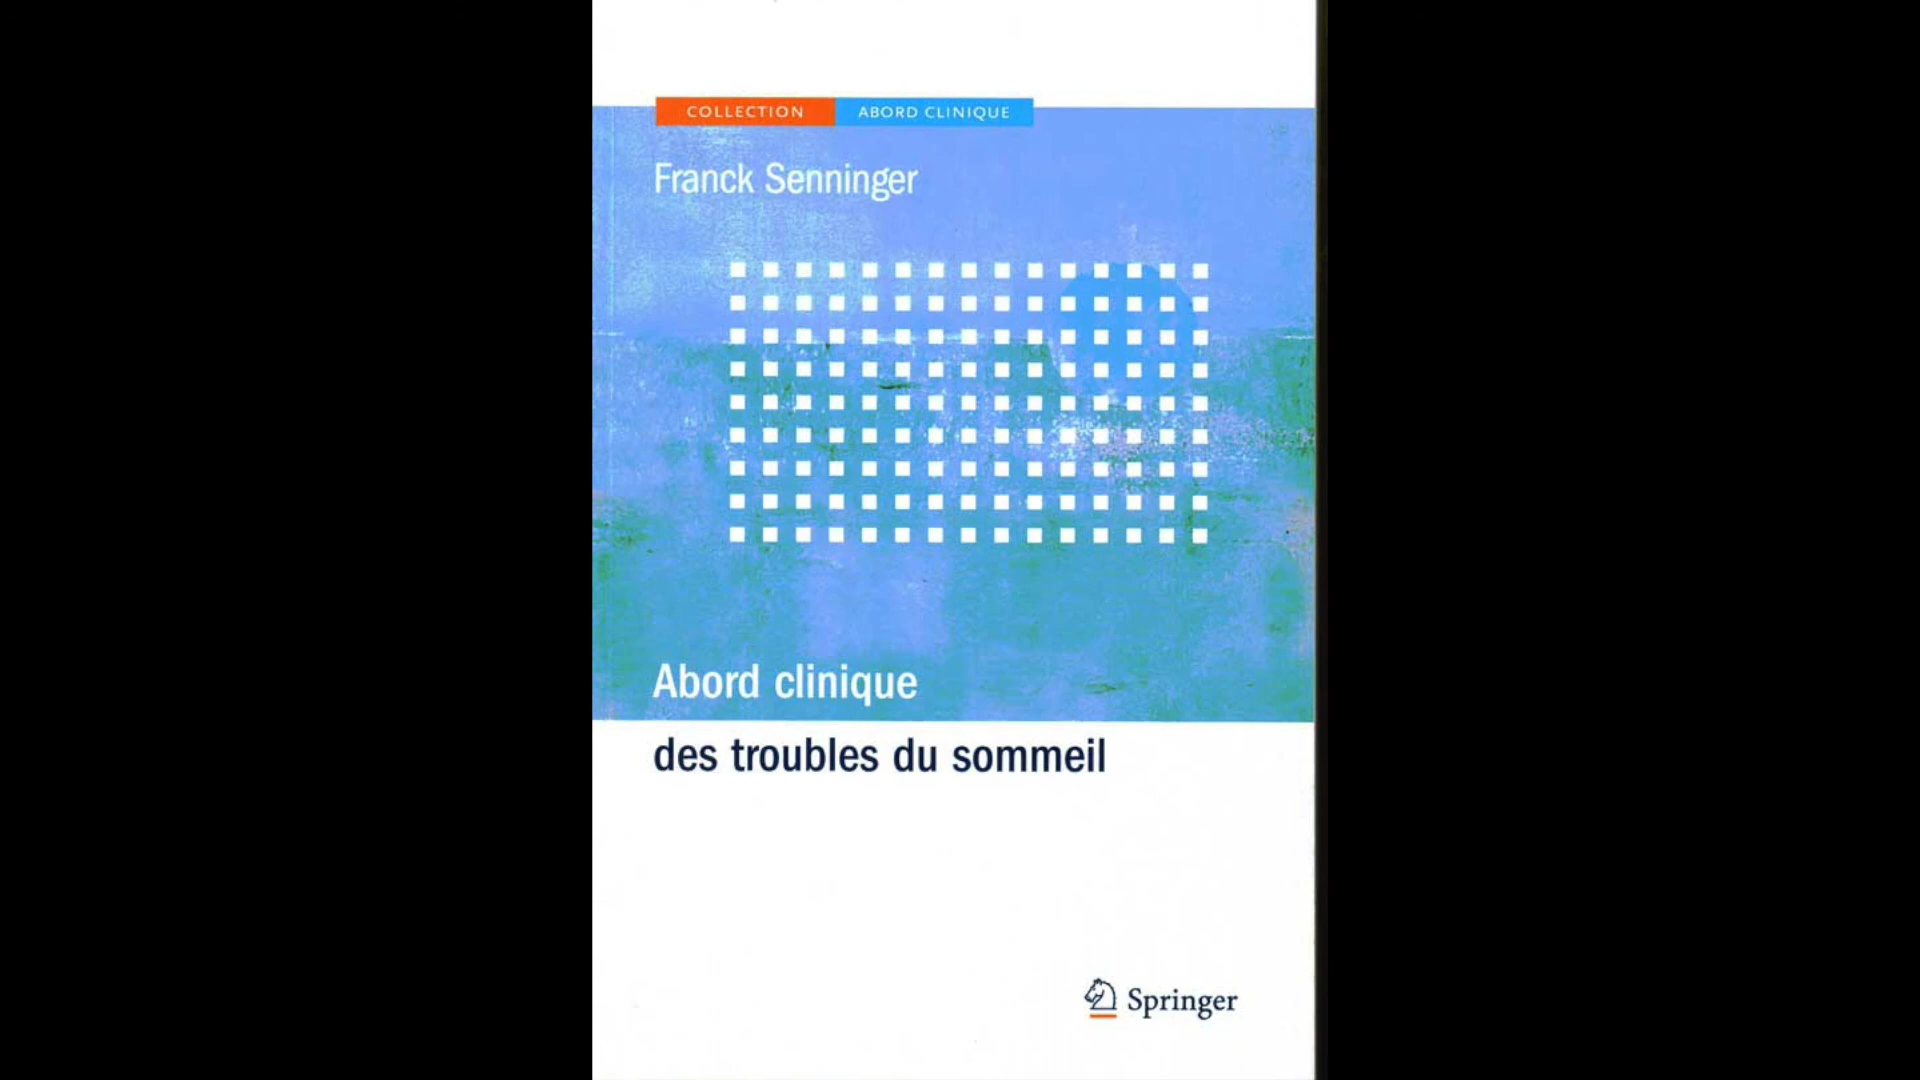 COLLECTION ABORD CLINIQUE
Franck Senninger
Abord clinique
des troubles du sommeil
Springer